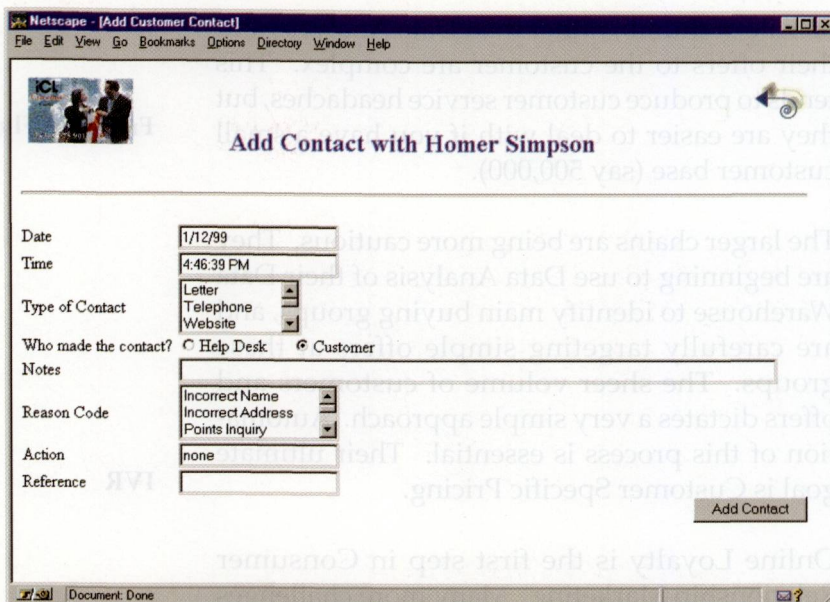 Netscape - [Add Customer Contact]
File Edit View Go Bookmarks Options Directory Window Help
ICL
Add Contact with Homer Simpson
Date 1/12/99
Time 4:46:39 PM
Type of Contact Letter
Telephone
Website
Who made the contact? Help Desk Customer
Notes
Reason Code Incorrect Name
Incorrect Address
Points Inquiry
Action none
Reference
Add Contact
Document: Done
their offers to the customer are complex. This
to produce customer service headaches, but
they are easier to deal with if you have a
customer base (say 500,000).
The larger chains are being more cautious. They
are beginning to use Data Analysis of their Data
Warehouse to identify main buying groups, and
are carefully targeting simple offers
groups. The sheer volume of customers and
offers dictates a very simple approach.
tion of this process is essential. Their ultimate
goal is Customer Specific Pricing.
IVR
Online Loyalty is the first step in Consumer